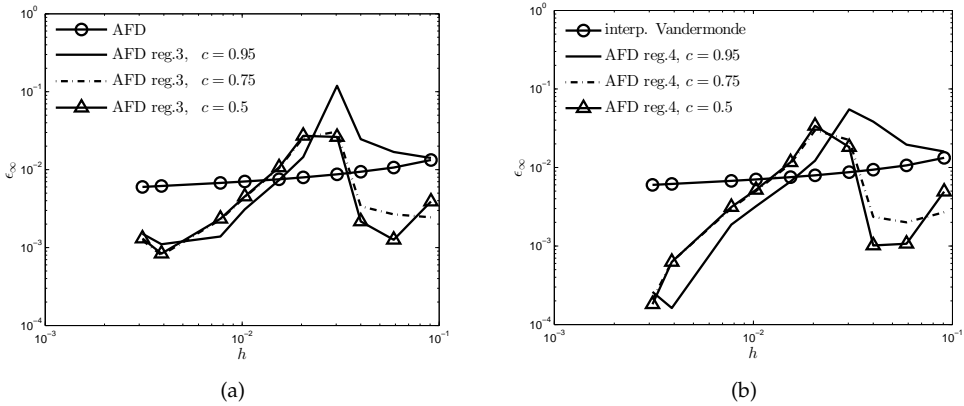 10^0
10^-1
10^-2
10^-3
10^-4
ϵ∞
AFD
AFD reg.3, c = 0.95
AFD reg.3, c = 0.75
AFD reg.3, c = 0.5
10^-3
10^-2
10^-1
h
(a)
10^0
10^-1
10^-2
10^-3
10^-4
ϵ∞
interp. Vandermonde
AFD reg.4, c = 0.95
AFD reg.4, c = 0.75
AFD reg.4, c = 0.5
10^-3
10^-2
10^-1
h
(b)